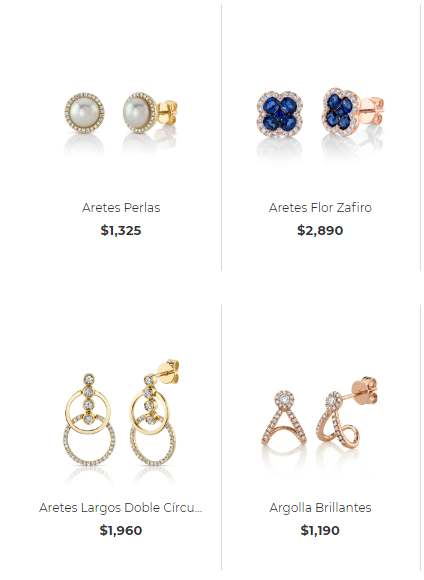 Aretes Perlas
$1,325
Aretes Flor Zafiro
$2,890
Aretes Largos Doble Círcu...
$1,960
Argolla Brillantes
$1,190